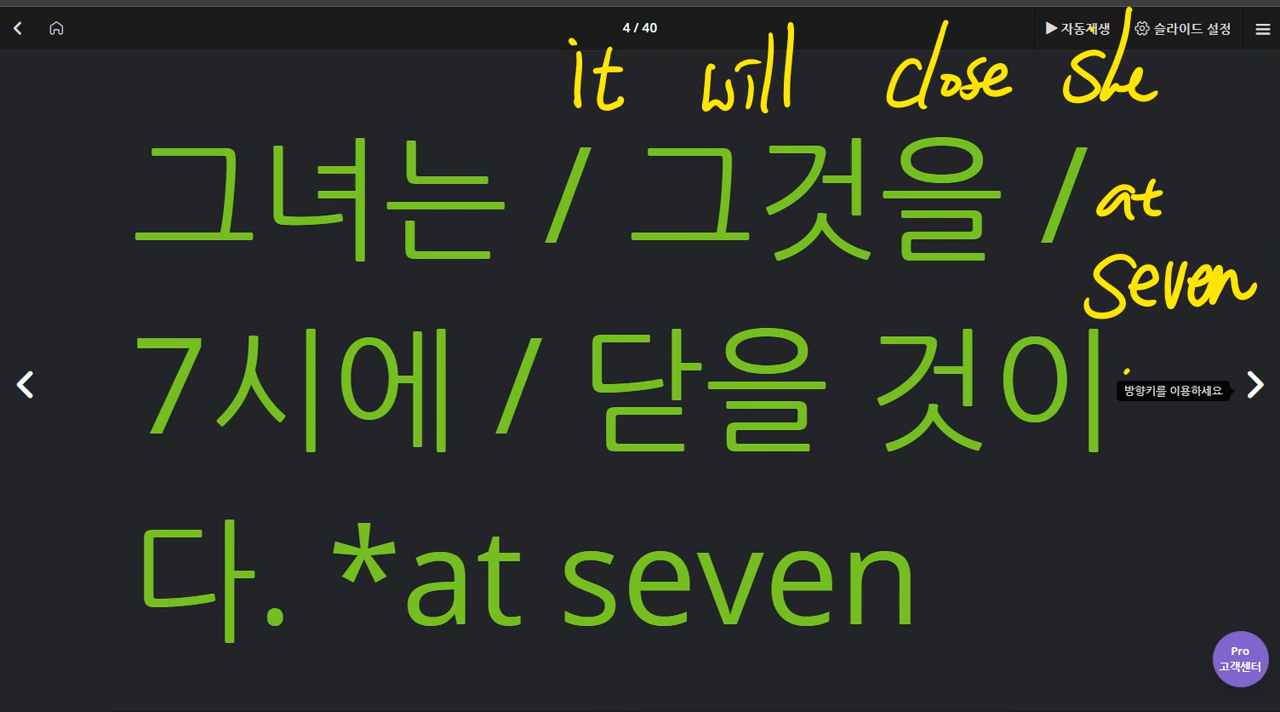 4 / 40
자동재생
슬라이드 설정
it will close she
그녀는 / 그것을 /
at
seven
7시에 / 닫을 것이
방향키를 이용하세요
다. *at seven
Pro
고객센터